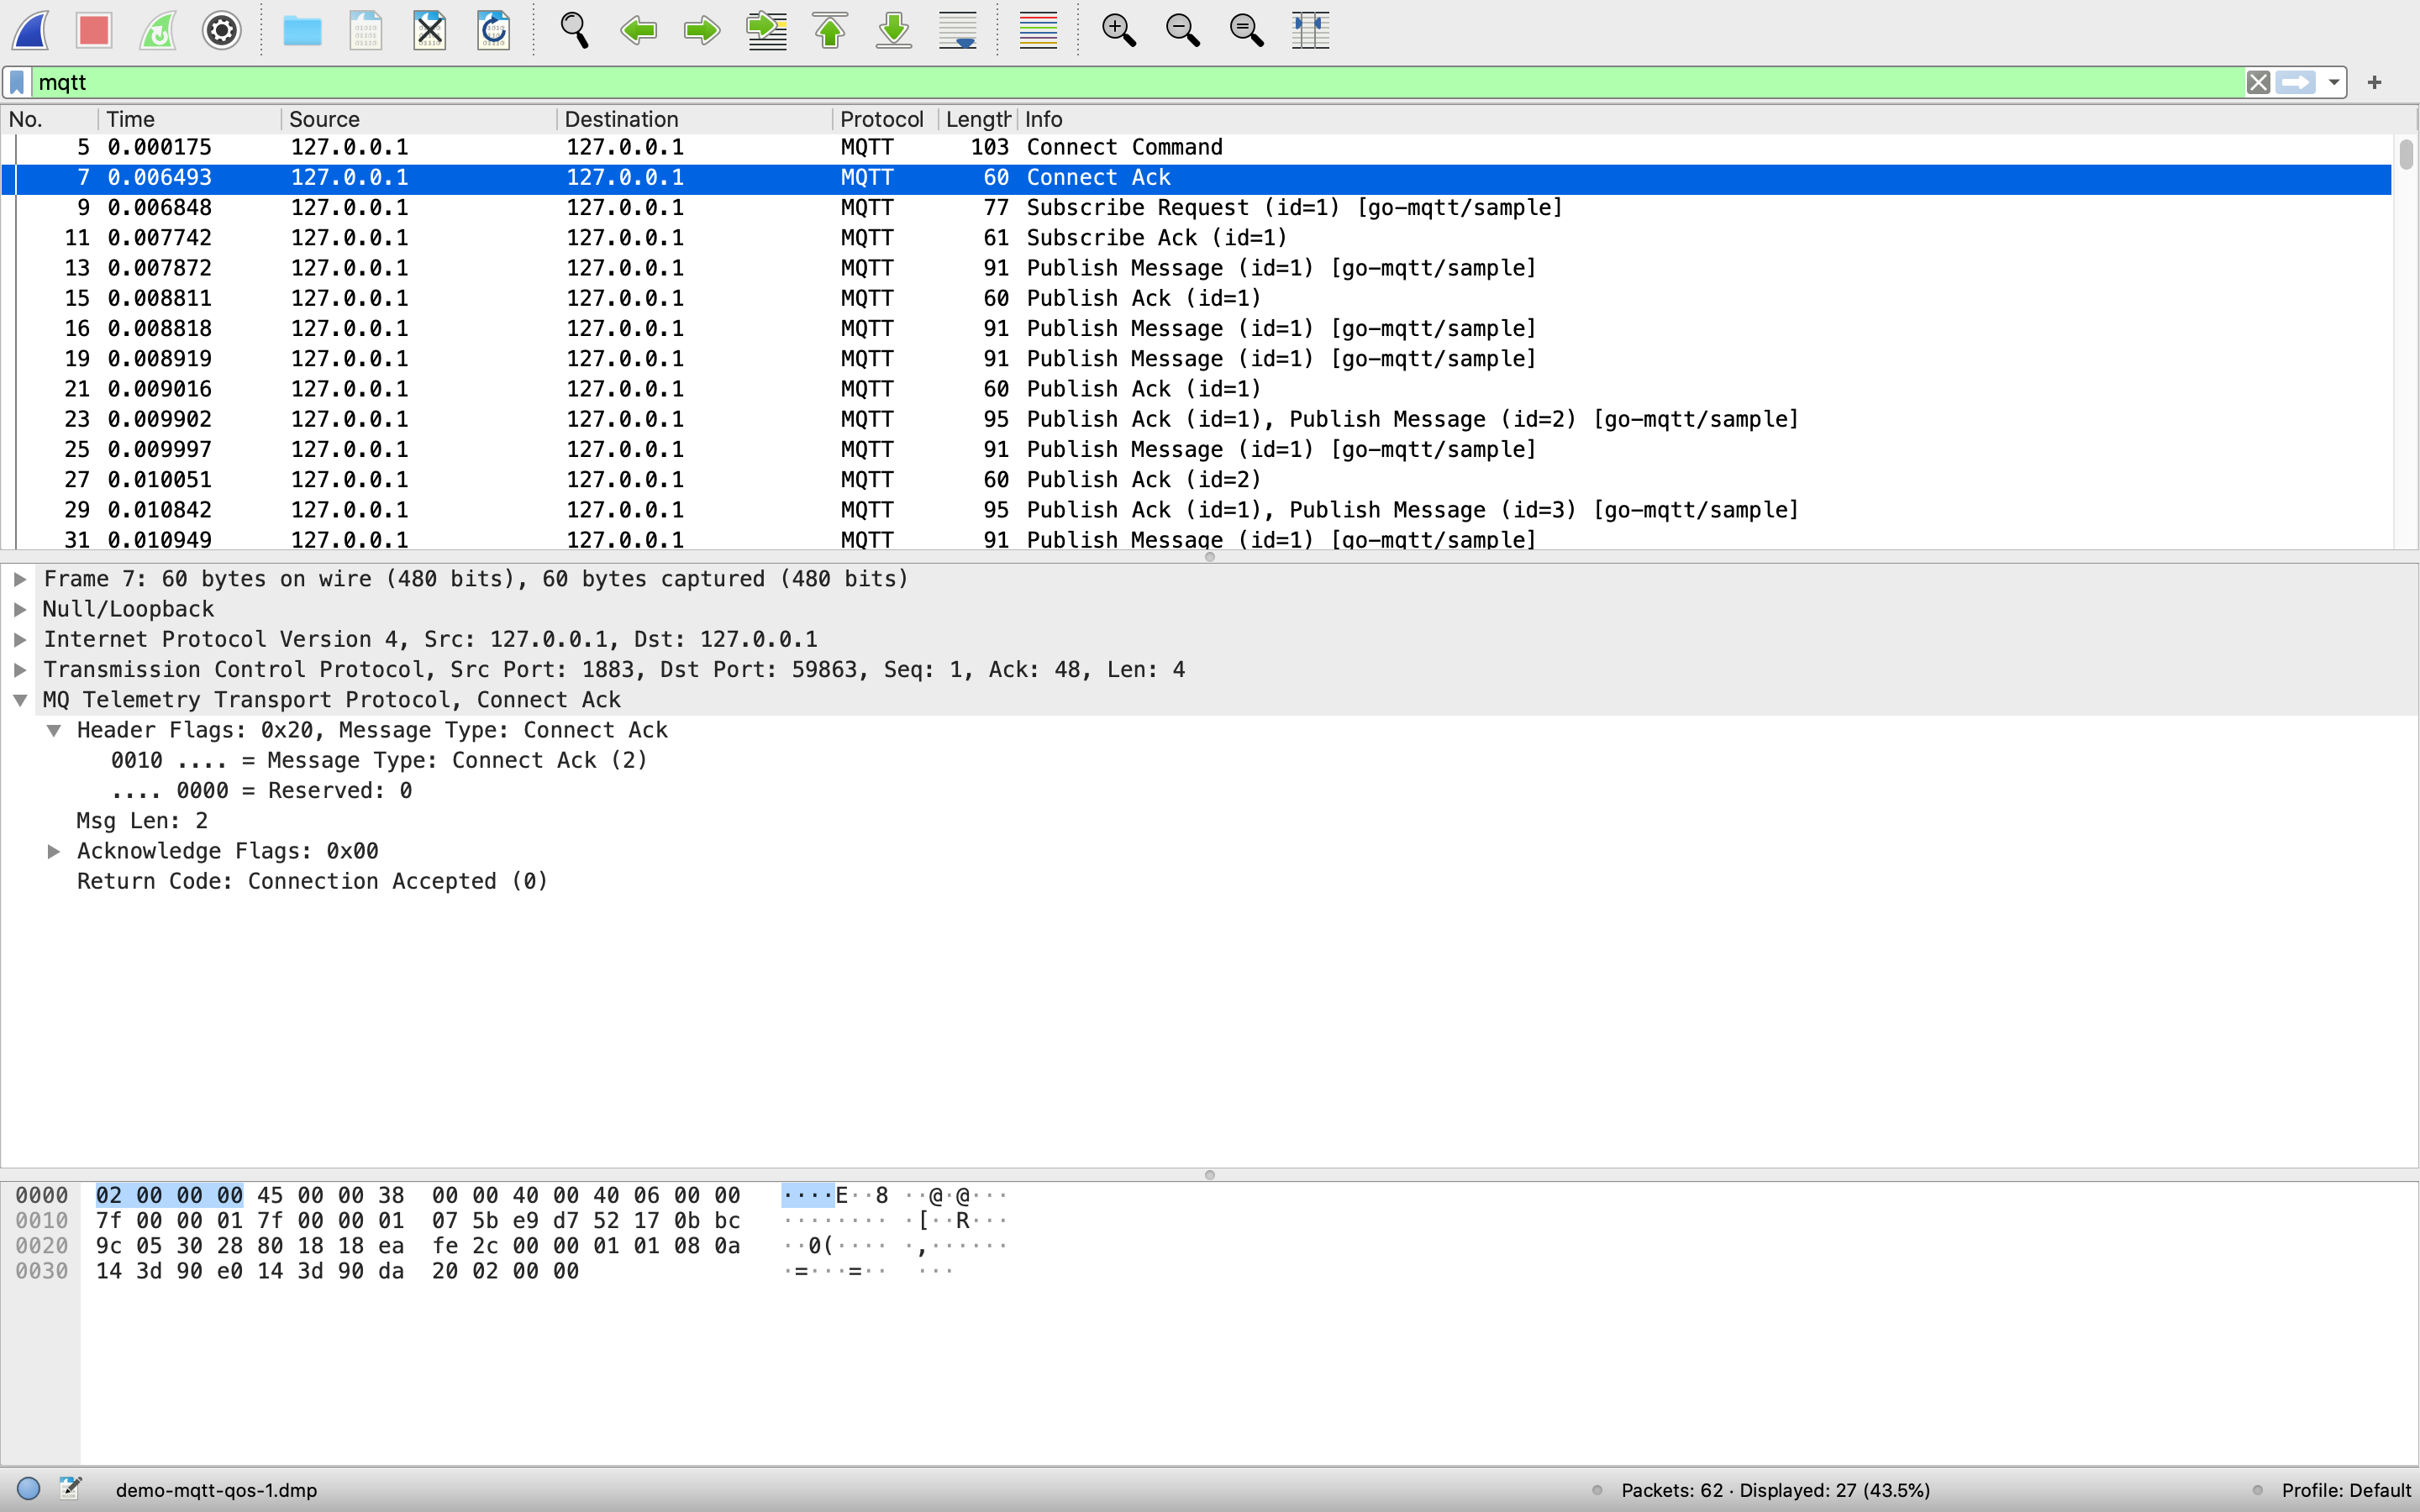 mqtt
No. Time Source Destination Protocol Length Info
5 0.000175 127.0.0.1 127.0.0.1 MQTT 103 Connect Command
7 0.006493 127.0.0.1 127.0.0.1 MQTT 60 Connect Ack
9 0.006848 127.0.0.1 127.0.0.1 MQTT 77 Subscribe Request (id=1) [go-mqtt/sample]
11 0.007742 127.0.0.1 127.0.0.1 MQTT 61 Subscribe Ack (id=1)
13 0.007872 127.0.0.1 127.0.0.1 MQTT 91 Publish Message (id=1) [go-mqtt/sample]
15 0.008811 127.0.0.1 127.0.0.1 MQTT 60 Publish Ack (id=1)
16 0.008818 127.0.0.1 127.0.0.1 MQTT 91 Publish Message (id=1) [go-mqtt/sample]
19 0.008919 127.0.0.1 127.0.0.1 MQTT 91 Publish Message (id=1) [go-mqtt/sample]
21 0.009016 127.0.0.1 127.0.0.1 MQTT 60 Publish Ack (id=1)
23 0.009902 127.0.0.1 127.0.0.1 MQTT 95 Publish Ack (id=1), Publish Message (id=2) [go-mqtt/sample]
25 0.009997 127.0.0.1 127.0.0.1 MQTT 91 Publish Message (id=1) [go-mqtt/sample]
27 0.010051 127.0.0.1 127.0.0.1 MQTT 60 Publish Ack (id=2)
29 0.010842 127.0.0.1 127.0.0.1 MQTT 95 Publish Ack (id=1), Publish Message (id=3) [go-mqtt/sample]
31 0.010949 127.0.0.1 127.0.0.1 MQTT 91 Publish Message (id=1) [go-mqtt/sample]
Frame 7: 60 bytes on wire (480 bits), 60 bytes captured (480 bits)
Null/Loopback
Internet Protocol Version 4, Src: 127.0.0.1, Dst: 127.0.0.1
Transmission Control Protocol, Src Port: 1883, Dst Port: 59863, Seq: 1, Ack: 48, Len: 4
MQ Telemetry Transport Protocol, Connect Ack
Header Flags: 0x20, Message Type: Connect Ack
0010 .... = Message Type: Connect Ack (2)
.... 0000 = Reserved: 0
Msg Len: 2
Acknowledge Flags: 0x00
Return Code: Connection Accepted (0)
0000 02 00 00 00 45 00 00 38 00 00 40 00 40 06 00 00 ····E··8 ··@·@···
0010 7f 00 00 01 7f 00 00 01 07 5b e9 d7 52 17 0b bc ········ ·[··R···
0020 9c 05 30 28 80 18 18 ea fe 2c 00 00 01 01 08 0a ··0(···· ·,······
0030 14 3d 90 e0 14 3d 90 da 20 02 00 00 ·=···=·· ···
demo-mqtt-qos-1.dmp Packets: 62 · Displayed: 27 (43.5%) Profile: Default